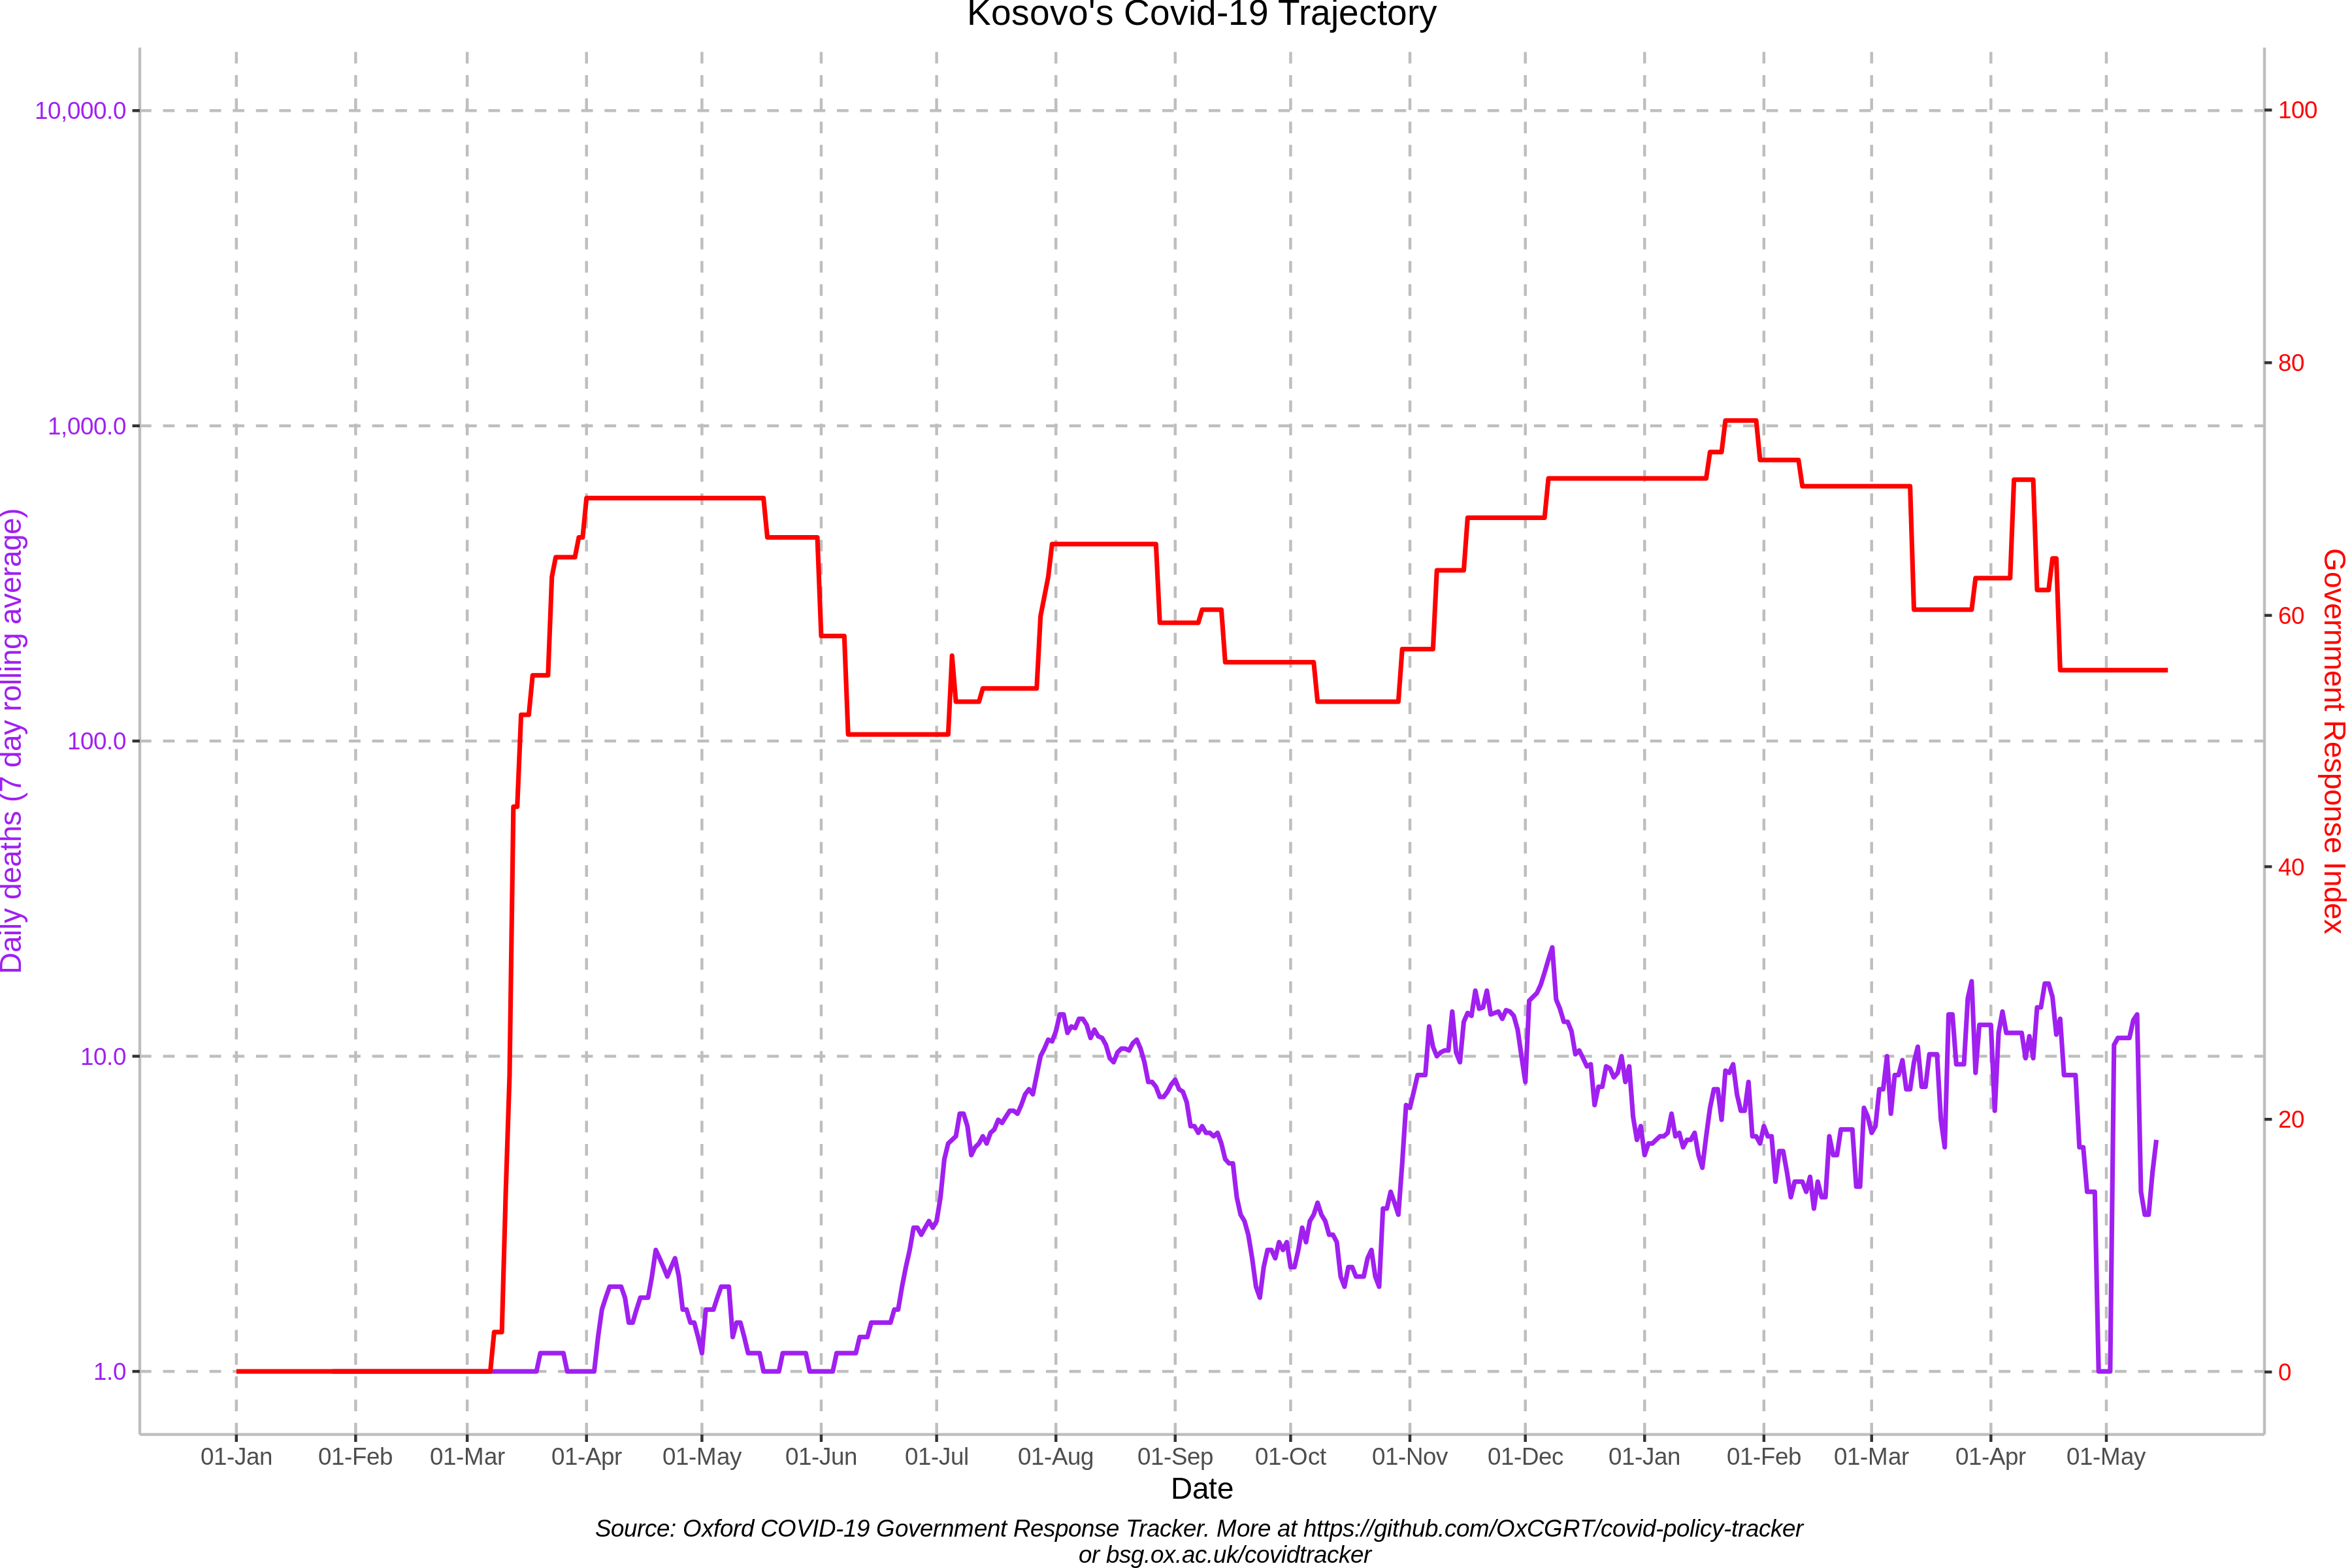 Kosovo's Covid-19 Trajectory
10,000.0
1,000.0
100.0
10.0
1.0
Daily deaths (7 day rolling average)
100
80
60
40
20
0
Government Response Index
01-Jan 01-Feb 01-Mar 01-Apr 01-May 01-Jun 01-Jul 01-Aug 01-Sep 01-Oct 01-Nov 01-Dec 01-Jan 01-Feb 01-Mar 01-Apr 01-May
Date
Source: Oxford COVID-19 Government Response Tracker. More at https://github.com/OxCGRT/covid-policy-tracker
or bsg.ox.ac.uk/covidtracker